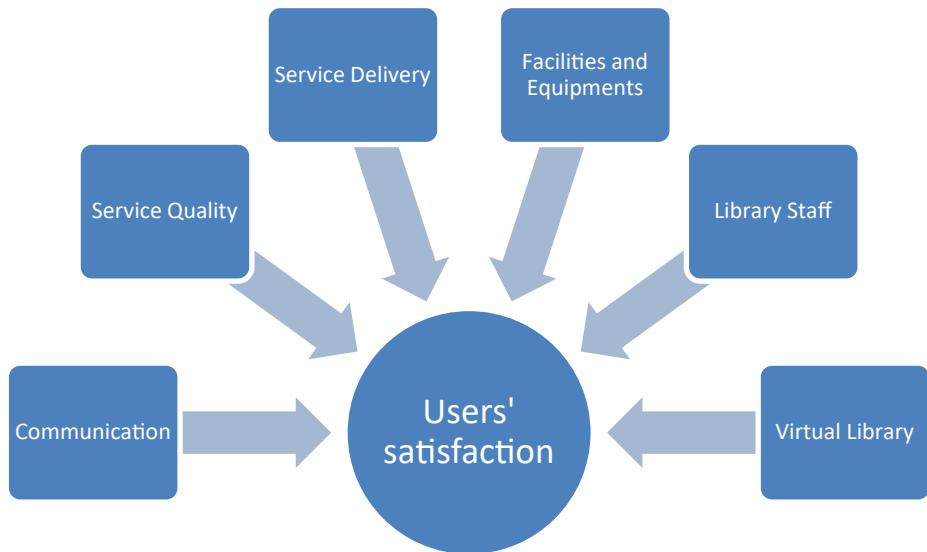 Service Delivery
Facilities and
Equipments
Service Quality
Library Staff
Communication
Users'
satisfaction
Virtual Library